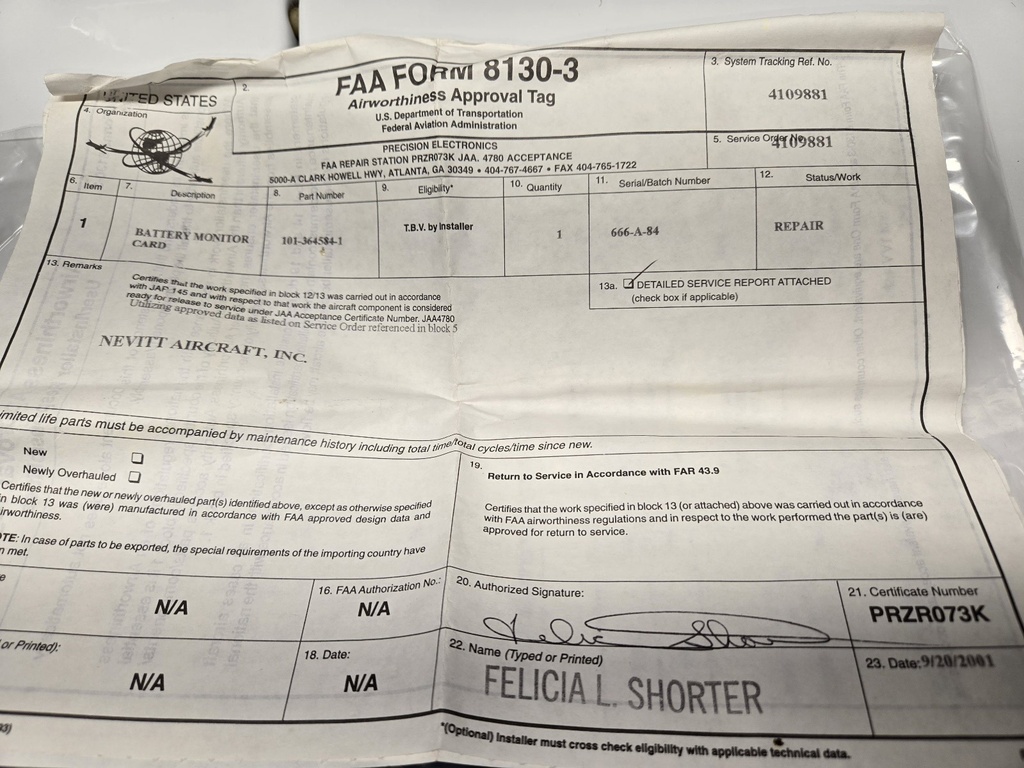 UNITED STATES
2.
FAA FORM 8130-3
Airworthiness Approval Tag
U.S. Department of Transportation
Federal Aviation Administration
3. System Tracking Ref. No.
4109881
4. Organization
PRECISION ELECTRONICS
FAA REPAIR STATION PRZR073K JAA. 4780 ACCEPTANCE
5000-A CLARK HOWELL HWY, ATLANTA, GA 30349 • 404-767-4667 • FAX 404-765-1722
5. Service Order No.
4109881
6. Item
7. Description
8. Part Number
9. Eligibility*
10. Quantity
11. Serial/Batch Number
12. Status/Work
1
BATTERY MONITOR
CARD
101-364584-1
T.B.V. by Installer
1
666-A-84
REPAIR
13. Remarks
Certifies that the work specified in block 12/13 was carried out in accordance
with JAR 145 and with respect to that work the aircraft component is considered
ready for release to service under JAA Acceptance Certificate Number. JAA4780
Utilizing approved data as listed on Service Order referenced in block 5
13a. DETAILED SERVICE REPORT ATTACHED
(check box if applicable)
NEVITT AIRCRAFT, INC.
imited life parts must be accompanied by maintenance history including total time/total cycles/time since new.
New
Newly Overhauled
Certifies that the new or newly overhauled part(s) identified above, except as otherwise specified
in block 13 was (were) manufactured in accordance with FAA approved design data and
irworthiness.
OTE: In case of parts to be exported, the special requirements of the importing country have
n met.
19.
Return to Service in Accordance with FAR 43.9
Certifies that the work specified in block 13 (or attached) above was carried out in accordance
with FAA airworthiness regulations and in respect to the work performed the part(s) is (are)
approved for return to service.
e
N/A
16. FAA Authorization No.:
N/A
20. Authorized Signature:
Felicia Shorter
21. Certificate Number
PRZR073K
or Printed):
N/A
18. Date:
N/A
22. Name (Typed or Printed)
FELICIA L. SHORTER
23. Date: 9/20/2001
93)
*(Optional) Installer must cross check eligibility with applicable technical data.